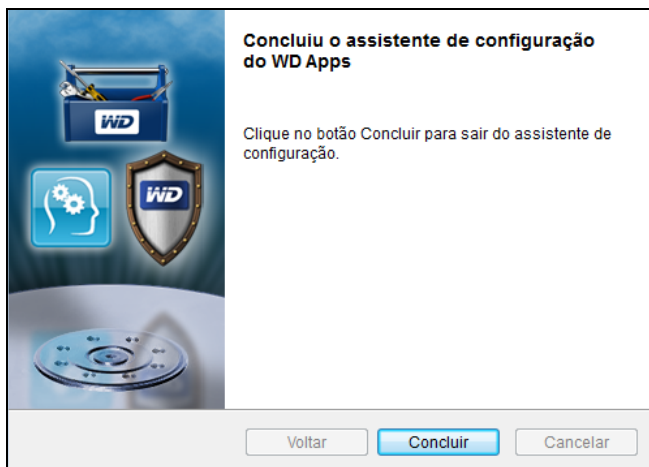 Concluiu o assistente de configuração
do WD Apps
Clique no botão Concluir para sair do assistente de
configuração.
WD
WD
Voltar
Concluir
Cancelar